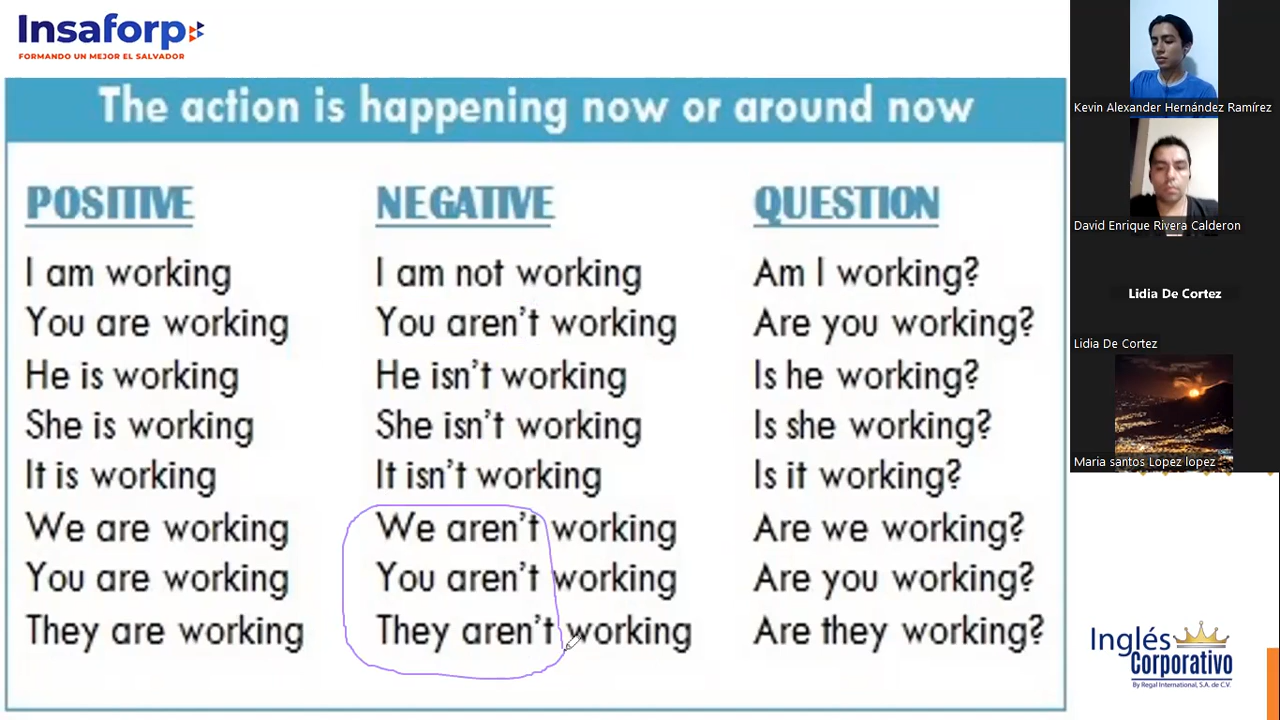 Insaforp
FORMANDO UN MEJOR EL SALVADOR
The action is happening now or around now
POSITIVE
I am working
You are working
He is working
She is working
It is working
We are working
You are working
They are working
NEGATIVE
I am not working
You aren't working
He isn't working
She isn't working
It isn't working
We aren't working
You aren't working
They aren't working
QUESTION
Am I working?
Are you working?
Is he working?
Is she working?
Is it working?
Are we working?
Are you working?
Are they working?
Kevin Alexander Hernández Ramírez
David Enrique Rivera Calderon
Lidia De Cortez
Lidia De Cortez
Maria santos Lopez lopez
Inglés
Corporativo
By Regal International, S.A. de C.V.